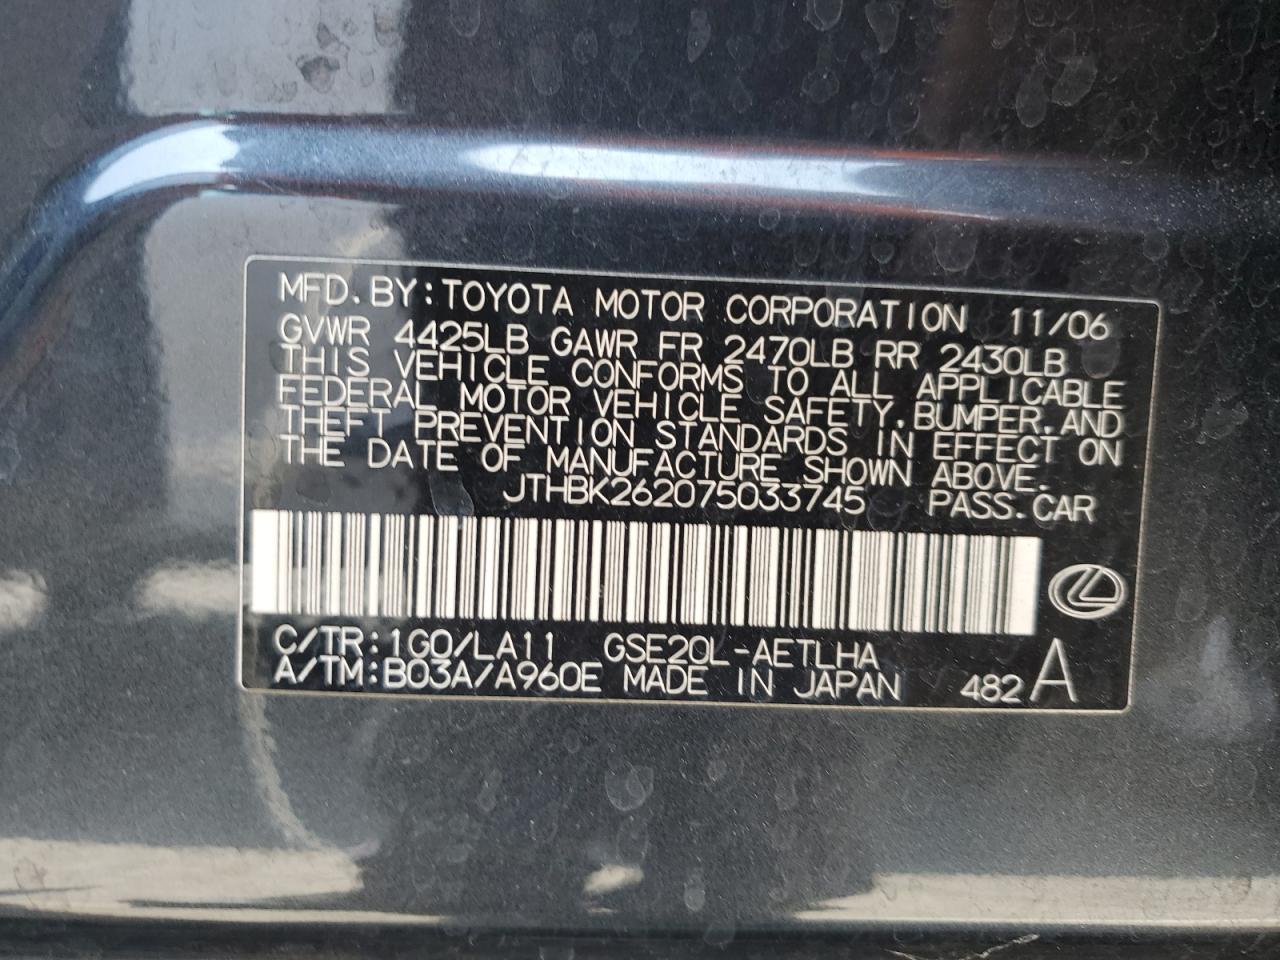 MFD.BY:TOYOTA MOTOR CORPORATION 11/06
GVWR 4425LB GAWR FR 2470LB RR 2430LB
THIS VEHICLE CONFORMS TO ALL APPLICABLE
FEDERAL MOTOR VEHICLE SAFETY,BUMPER,AND
THEFT PREVENTION STANDARDS IN EFFECT ON
THE DATE OF MANUFACTURE SHOWN ABOVE.
JTHBK262075033745 PASS.CAR
C/TR:1G0/LA11 GSE20L-AETLHA
A/TM:B03A/A960E MADE IN JAPAN 482 A